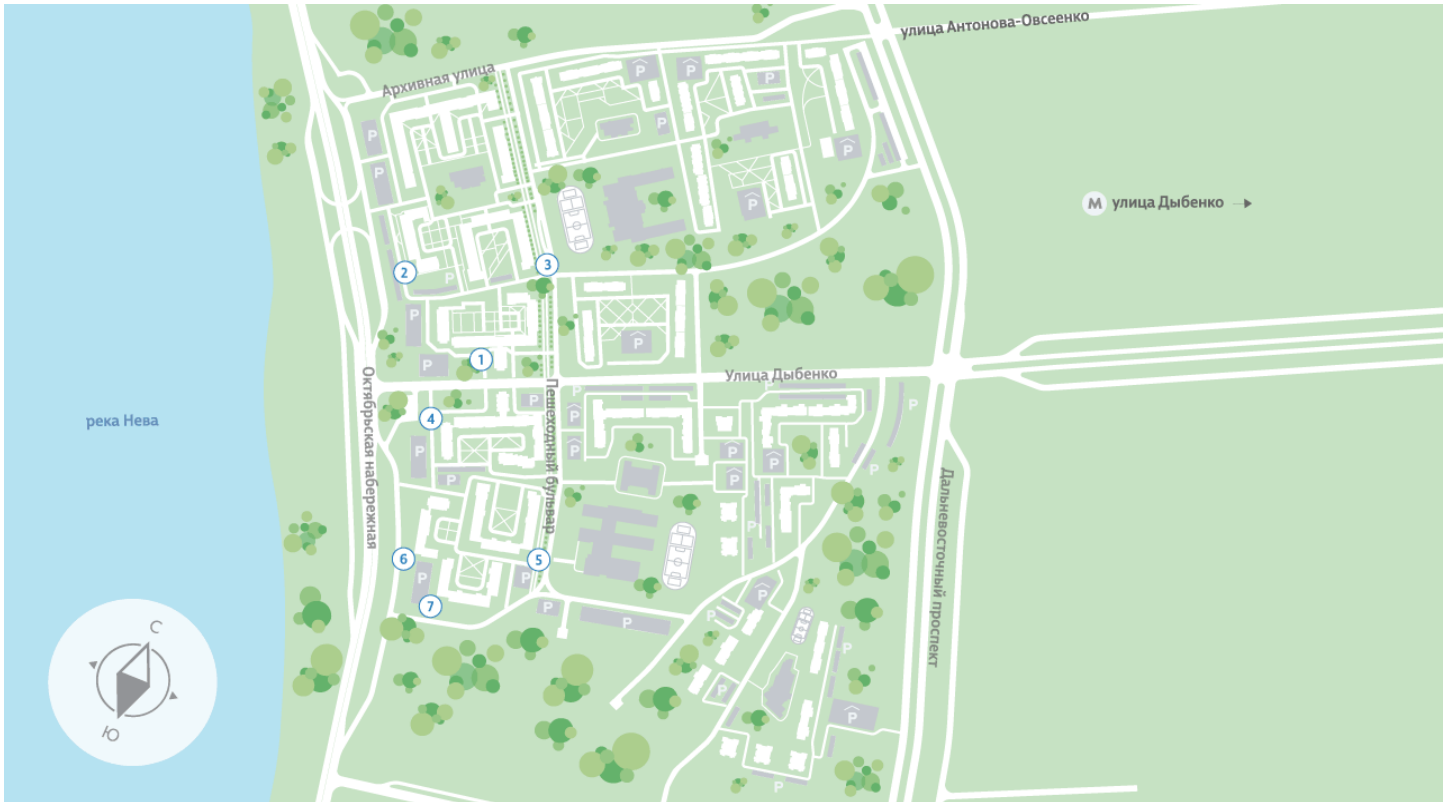 улица Антонова-Овсеенко
Архивная улица
P
P
P
P
P
P
P
P
М улица Дыбенко
P
2
3
P
P
P
1
P
Улица Дыбенко
Октябрьская набережная
Пешеходный бульвар
P
P
P
4
река Нева
P
P
P
P
P
P
P
P
Дальневосточный проспект
P
6
5
P
P
7
P
P
P
P
С
P
P
P
Ю
P